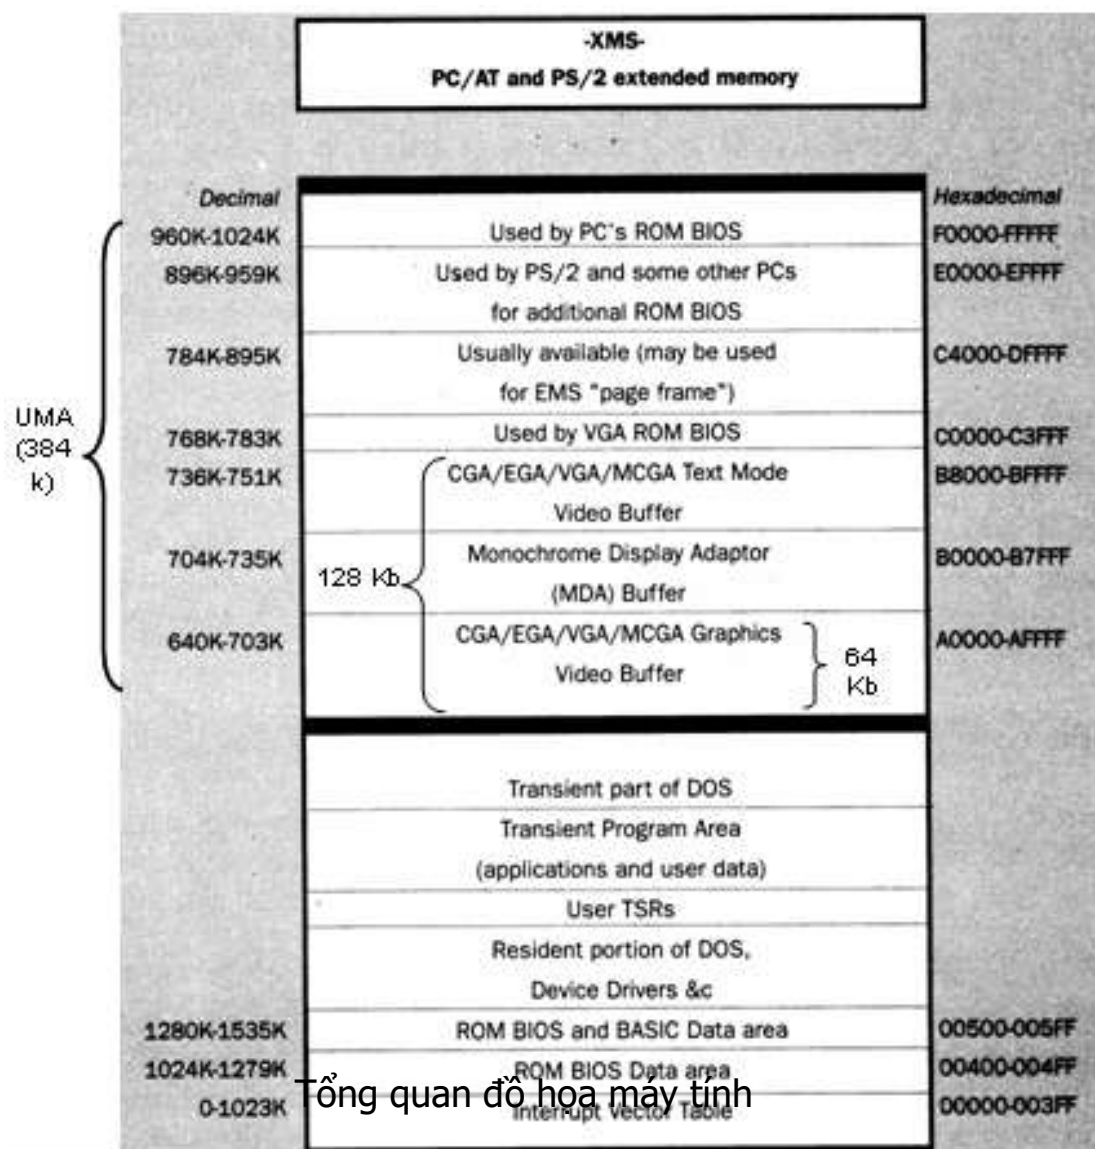 -XMS-
PC/AT and PS/2 extended memory
Decimal
Hexadecimal
960K-1024K
Used by PC's ROM BIOS
F0000-FFFFF
896K-959K
Used by PS/2 and some other PCs
E0000-EFFFF
for additional ROM BIOS
784K-895K
Usually available (may be used
C4000-DFFFF
for EMS "page frame")
UMA
(384
k)
768K-783K
Used by VGA ROM BIOS
C0000-C3FFF
736K-751K
CGA/EGA/VGA/MCGA Text Mode
B8000-BFFFF
Video Buffer
704K-735K
128 Kb
Monochrome Display Adaptor
B0000-B7FFF
(MDA) Buffer
640K-703K
CGA/EGA/VGA/MCGA Graphics
A0000-AFFFF
Video Buffer
64
Kb
Transient part of DOS
Transient Program Area
(applications and user data)
User TSRs
Resident portion of DOS,
Device Drivers &c
1280K-1535K
ROM BIOS and BASIC Data area
00500-005FF
1024K-1279K
ROM BIOS Data area
00400-004FF
Tổng quan đồ họa máy tính
0-1023K
Interrupt Vector Table
00000-003FF